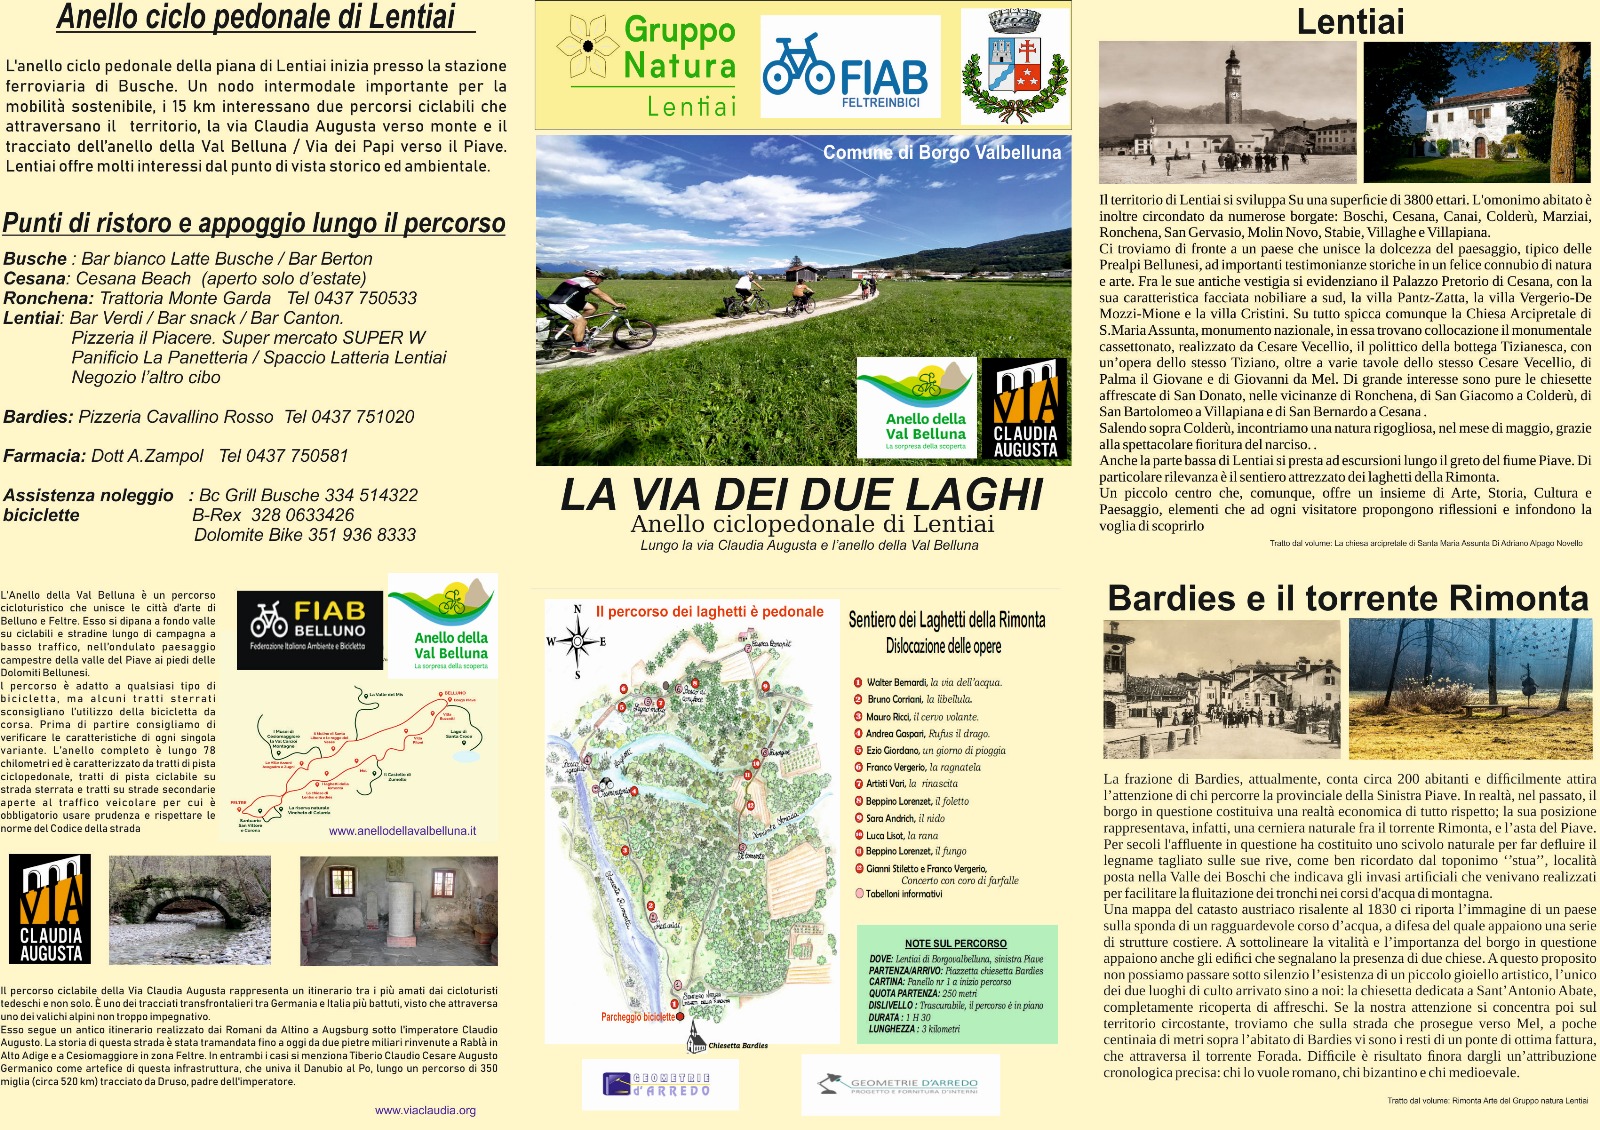 Anello ciclo pedonale di Lentiai
L'anello ciclo pedonale della piana di Lentiai inizia presso la stazione
ferroviaria di Busche. Un nodo intermodale importante per la
mobilità sostenibile, i 15 km interessano due percorsi ciclabili che
attraversano il territorio, la via Claudia Augusta verso monte e il
tracciato dell'anello della Val Belluna / Via dei Papi verso il Piave.
Lentiai offre molti interessi dal punto di vista storico ed ambientale.
Punti di ristoro e appoggio lungo il percorso
Busche : Bar bianco Latte Busche / Bar Berton
Cesana: Cesana Beach (aperto solo d'estate)
Ronchena: Trattoria Monte Garda Tel 0437 750533
Lentiai: Bar Verdi / Bar snack / Bar Canton.
Pizzeria il Piacere. Super mercato SUPER W
Panificio La Panetteria / Spaccio Latteria Lentiai
Negozio l'altro cibo
Bardies: Pizzeria Cavallino Rosso Tel 0437 751020
Farmacia: Dott A.Zampol Tel 0437 750581
Assistenza noleggio : Bc Grill Busche 334 514322
biciclette B-Rex 328 0633426
Dolomite Bike 351 936 8333
L'Anello della Val Belluna è un percorso
cicloturistico che unisce le città d'arte di
Belluno e Feltre. Esso si dipana a fondo valle
su ciclabili e stradine lungo di campagna a
basso traffico, nell'ondulato paesaggio
campestre della valle del Piave ai piedi delle
Dolomiti Bellunesi.
l percorso è adatto a qualsiasi tipo di
bicicletta, ma alcuni tratti sterrati
sconsigliano l'utilizzo della bicicletta da
corsa. Prima di partire consigliamo di
verificare le caratteristiche di ogni singola
variante. L'anello completo è lungo 78
chilometri ed è caratterizzato da tratti di pista
ciclopedonale, tratti di pista ciclabile su
strada sterrata e tratti su strade secondarie
aperte al traffico veicolare per cui è
obbligatorio usare prudenza e rispettare le
norme del Codice della strada
FIAB
BELLUNO
Federazione Italiana Ambiente e Bicicletta
Anello della
Val Belluna
La sorpresa della scoperta
La Valle del Mis
BELLUNO
FELTRE
Lago di
Santa Croce
Il Castello di
Zumelle
www.anellodellavalbelluna.it
VIA
CLAUDIA
AUGUSTA
Il percorso ciclabile della Via Claudia Augusta rappresenta un itinerario tra i più amati dai cicloturisti
tedeschi e non solo. È uno dei tracciati transfrontalieri tra Germania e Italia più battuti, visto che attraversa
uno dei valichi alpini non troppo impegnativo.
Esso segue un antico itinerario realizzato dai Romani da Altino a Augsburg sotto l'imperatore Claudio
Augusto. La storia di questa strada è stata tramandata fino a oggi da due pietre miliari rinvenute a Rablà in
Alto Adige e a Cesiomaggiore in zona Feltre. In entrambi i casi si menziona Tiberio Claudio Cesare Augusto
Germanico come artefice di questa infrastruttura, che univa il Danubio al Po, lungo un percorso di 350
miglia (circa 520 km) tracciato da Druso, padre dell'imperatore.
www.viaclaudia.org
Gruppo
Natura
Lentiai
FIAB
FELTREINBICI
Comune di Borgo Valbelluna
Anello della
Val Belluna
La sorpresa della scoperta
VIA
CLAUDIA
AUGUSTA
LA VIA DEI DUE LAGHI
Anello ciclopedonale di Lentiai
Lungo la via Claudia Augusta e l'anello della Val Belluna
Il percorso dei laghetti è pedonale
N
W
E
S
Parcheggio biciclette
Chiesetta Bardies
Sentiero dei Laghetti della Rimonta
Dislocazione delle opere
1 Walter Bernardi, la via dell'acqua.
2 Bruno Corriani, la libellula.
3 Mauro Ricci, il cervo volante.
4 Andrea Gaspari, Rufus il drago.
5 Ezio Giordano, un giorno di pioggia
6 Franco Vergerio, la ragnatela
7 Artisti Vari, la rinascita
8 Beppino Lorenzet, il foletto
9 Sara Andrich, il nido
10 Luca Lisot, la rana
11 Beppino Lorenzet, il fungo
12 Gianni Stiletto e Franco Vergerio,
Concerto con coro di farfalle
Tabelloni informativi
NOTE SUL PERCORSO
DOVE: Lentiai di Borgovalbelluna, sinistra Piave
PARTENZA/ARRIVO: Piazzetta chiesetta Bardies
CARTINA: Panello nr 1 a inizio percorso
QUOTA PARTENZA: 250 metri
DISLIVELLO : Trascurabile, il percorso è in piano
DURATA : 1 H 30
LUNGHEZZA : 3 kilometri
GEOMETRIE
d'ARREDO
GEOMETRIE D'ARREDO
PROGETTO E FORNITURA D'INTERNI
Lentiai
Il territorio di Lentiai si sviluppa Su una superficie di 3800 ettari. L'omonimo abitato è
inoltre circondato da numerose borgate: Boschi, Cesana, Canai, Colderù, Marziai,
Ronchena, San Gervasio, Molin Novo, Stabie, Villaghe e Villapiana.
Ci troviamo di fronte a un paese che unisce la dolcezza del paesaggio, tipico delle
Prealpi Bellunesi, ad importanti testimonianze storiche in un felice connubio di natura
e arte. Fra le sue antiche vestigia si evidenziano il Palazzo Pretorio di Cesana, con la
sua caratteristica facciata nobiliare a sud, la villa Pantz-Zatta, la villa Vergerio-De
Mozzi-Mione e la villa Cristini. Su tutto spicca comunque la Chiesa Arcipretale di
S.Maria Assunta, monumento nazionale, in essa trovano collocazione il monumentale
cassettonato, realizzato da Cesare Vecellio, il polittico della bottega Tizianesca, con
un'opera dello stesso Tiziano, oltre a varie tavole dello stesso Cesare Vecellio, di
Palma il Giovane e di Giovanni da Mel. Di grande interesse sono pure le chiesette
affrescate di San Donato, nelle vicinanze di Ronchena, di San Giacomo a Colderù, di
San Bartolomeo a Villapiana e di San Bernardo a Cesana .
Salendo sopra Colderù, incontriamo una natura rigogliosa, nel mese di maggio, grazie
alla spettacolare fioritura del narciso. .
Anche la parte bassa di Lentiai si presta ad escursioni lungo il greto del fiume Piave. Di
particolare rilevanza è il sentiero attrezzato dei laghetti della Rimonta.
Un piccolo centro che, comunque, offre un insieme di Arte, Storia, Cultura e
Paesaggio, elementi che ad ogni visitatore propongono riflessioni e infondono la
voglia di scoprirlo
Tratto dal volume: La chiesa arcipretale di Santa Maria Assunta Di Adriano Alpago Novello
Bardies e il torrente Rimonta
La frazione di Bardies, attualmente, conta circa 200 abitanti e difficilmente attira
l'attenzione di chi percorre la provinciale della Sinistra Piave. In realtà, nel passato, il
borgo in questione costituiva una realtà economica di tutto rispetto; la sua posizione
rappresentava, infatti, una cerniera naturale fra il torrente Rimonta, e l'asta del Piave.
Per secoli l'affluente in questione ha costituito uno scivolo naturale per far defluire il
legname tagliato sulle sue rive, come ben ricordato dal toponimo ''stua'', località
posta nella Valle dei Boschi che indicava gli invasi artificiali che venivano realizzati
per facilitare la fluitazione dei tronchi nei corsi d'acqua di montagna.
Una mappa del catasto austriaco risalente al 1830 ci riporta l'immagine di un paese
sulla sponda di un ragguardevole corso d'acqua, a difesa del quale appaiono una serie
di strutture costiere. A sottolineare la vitalità e l'importanza del borgo in questione
appaiono anche gli edifici che segnalano la presenza di due chiese. A questo proposito
non possiamo passare sotto silenzio l'esistenza di un piccolo gioiello artistico, l'unico
dei due luoghi di culto arrivato sino a noi: la chiesetta dedicata a Sant'Antonio Abate,
completamente ricoperta di affreschi. Se la nostra attenzione si concentra poi sul
territorio circostante, troviamo che sulla strada che prosegue verso Mel, a poche
centinaia di metri sopra l'abitato di Bardies vi sono i resti di un ponte di ottima fattura,
che attraversa il torrente Forada. Difficile è risultato finora dargli un'attribuzione
cronologica precisa: chi lo vuole romano, chi bizantino e chi medioevale.
Tratto dal volume: Rimonta Arte del Gruppo natura Lentiai